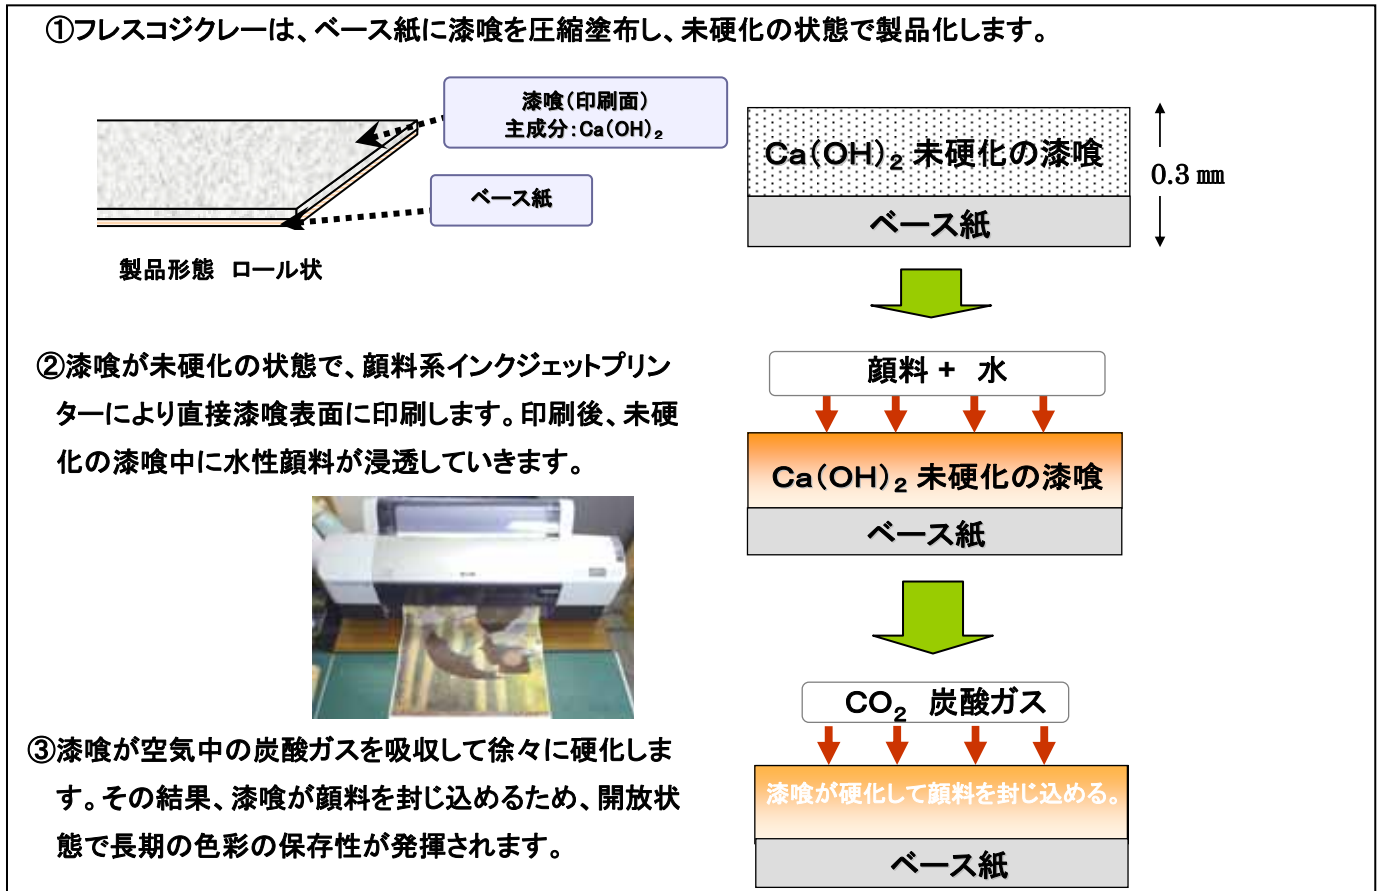 ①フレスコジクレーは、ベース紙に漆喰を圧縮塗布し、未硬化の状態で製品化します。
漆喰(印刷面)
主成分:Ca(OH)₂
ベース紙
製品形態 ロール状
Ca(OH)₂ 未硬化の漆喰
ベース紙
0.3 mm
②漆喰が未硬化の状態で、顔料系インクジェットプリン
ターにより直接漆喰表面に印刷します。印刷後、未硬
化の漆喰中に水性顔料が浸透していきます。
顔料 + 水
Ca(OH)₂ 未硬化の漆喰
ベース紙
③漆喰が空気中の炭酸ガスを吸収して徐々に硬化しま
す。その結果、漆喰が顔料を封じ込めるため、開放状
態で長期の色彩の保存性が発揮されます。
CO₂ 炭酸ガス
漆喰が硬化して顔料を封じ込める。
ベース紙